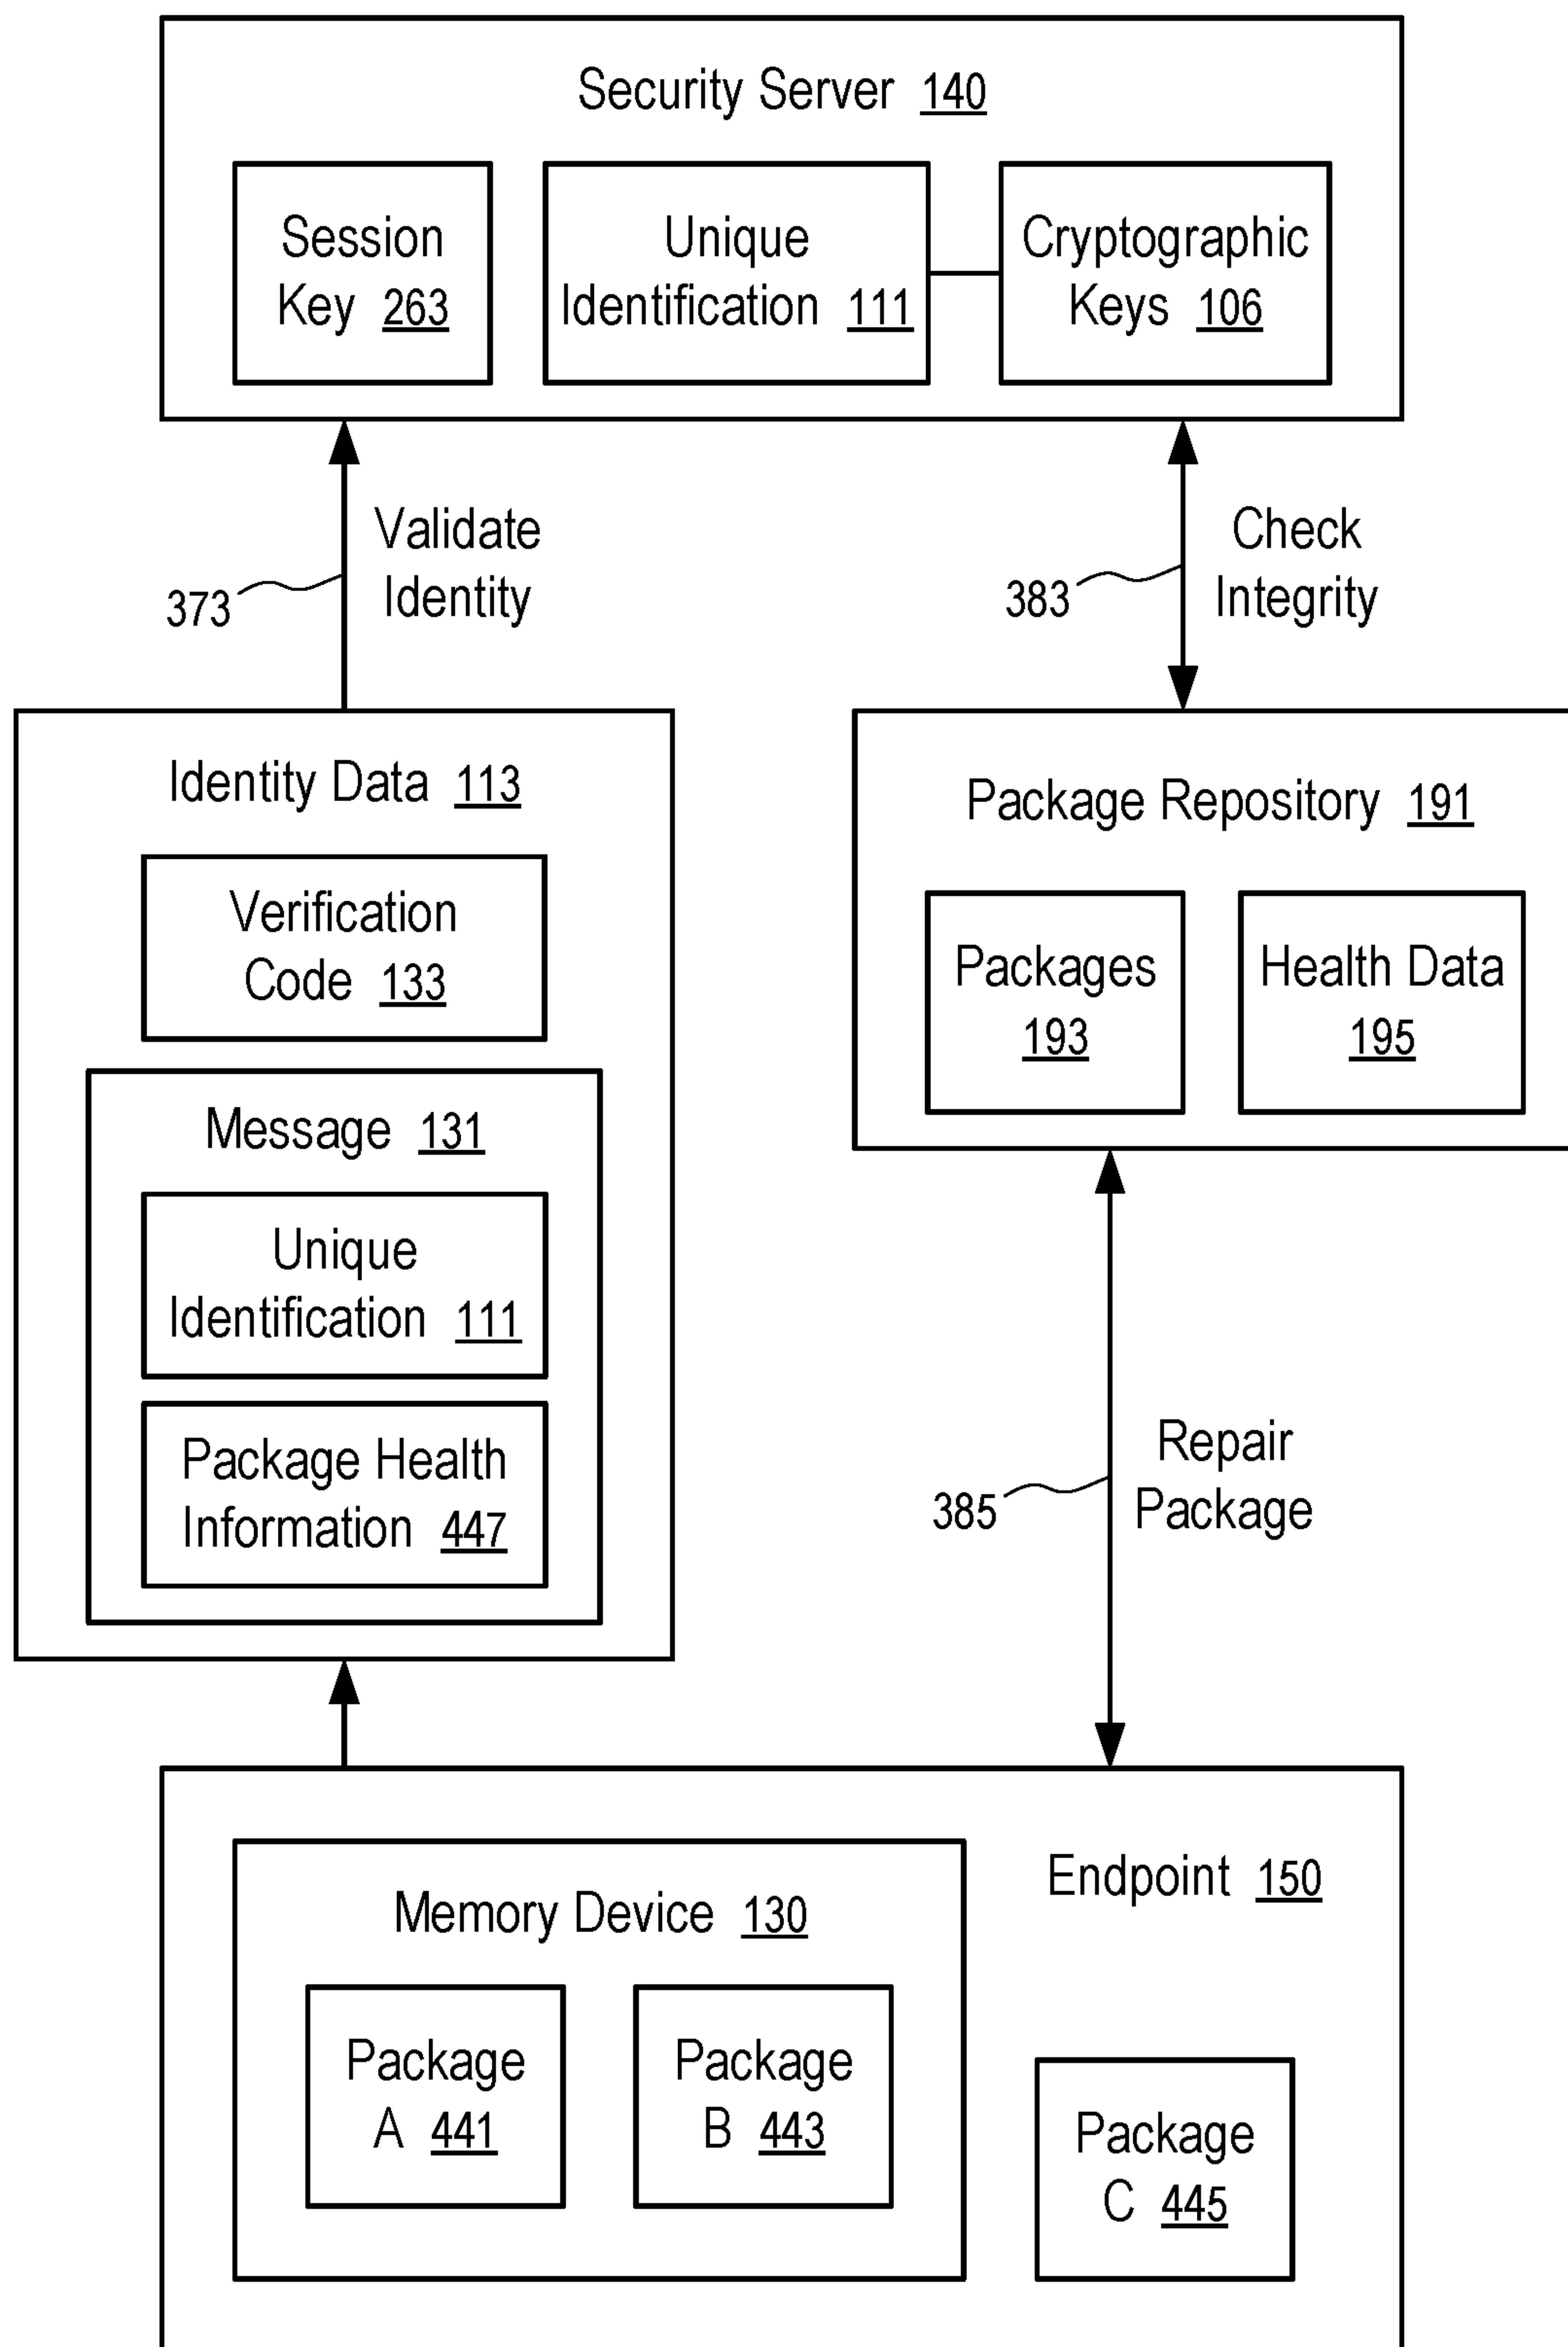 Security Server 140
Session
Key 263
Unique
Identification 111
Cryptographic
Keys 106
Validate
Identity
373
Check
Integrity
383
Identity Data 113
Verification
Code 133
Message 131
Unique
Identification 111
Package Health
Information 447
Package Repository 191
Packages
193
Health Data
195
Repair
Package
385
Endpoint 150
Memory Device 130
Package
A 441
Package
B 443
Package
C 445